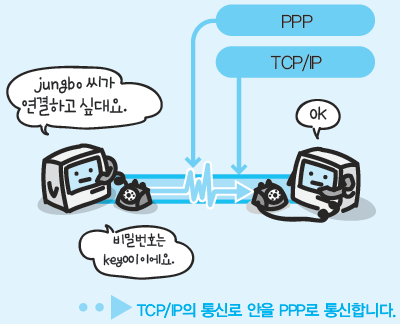 PPP
TCP/IP
jungbo 씨가
연결하고 싶대요.
ok
비밀번호는
key001이에요.
TCP/IP의 통신로 안을 PPP로 통신합니다.